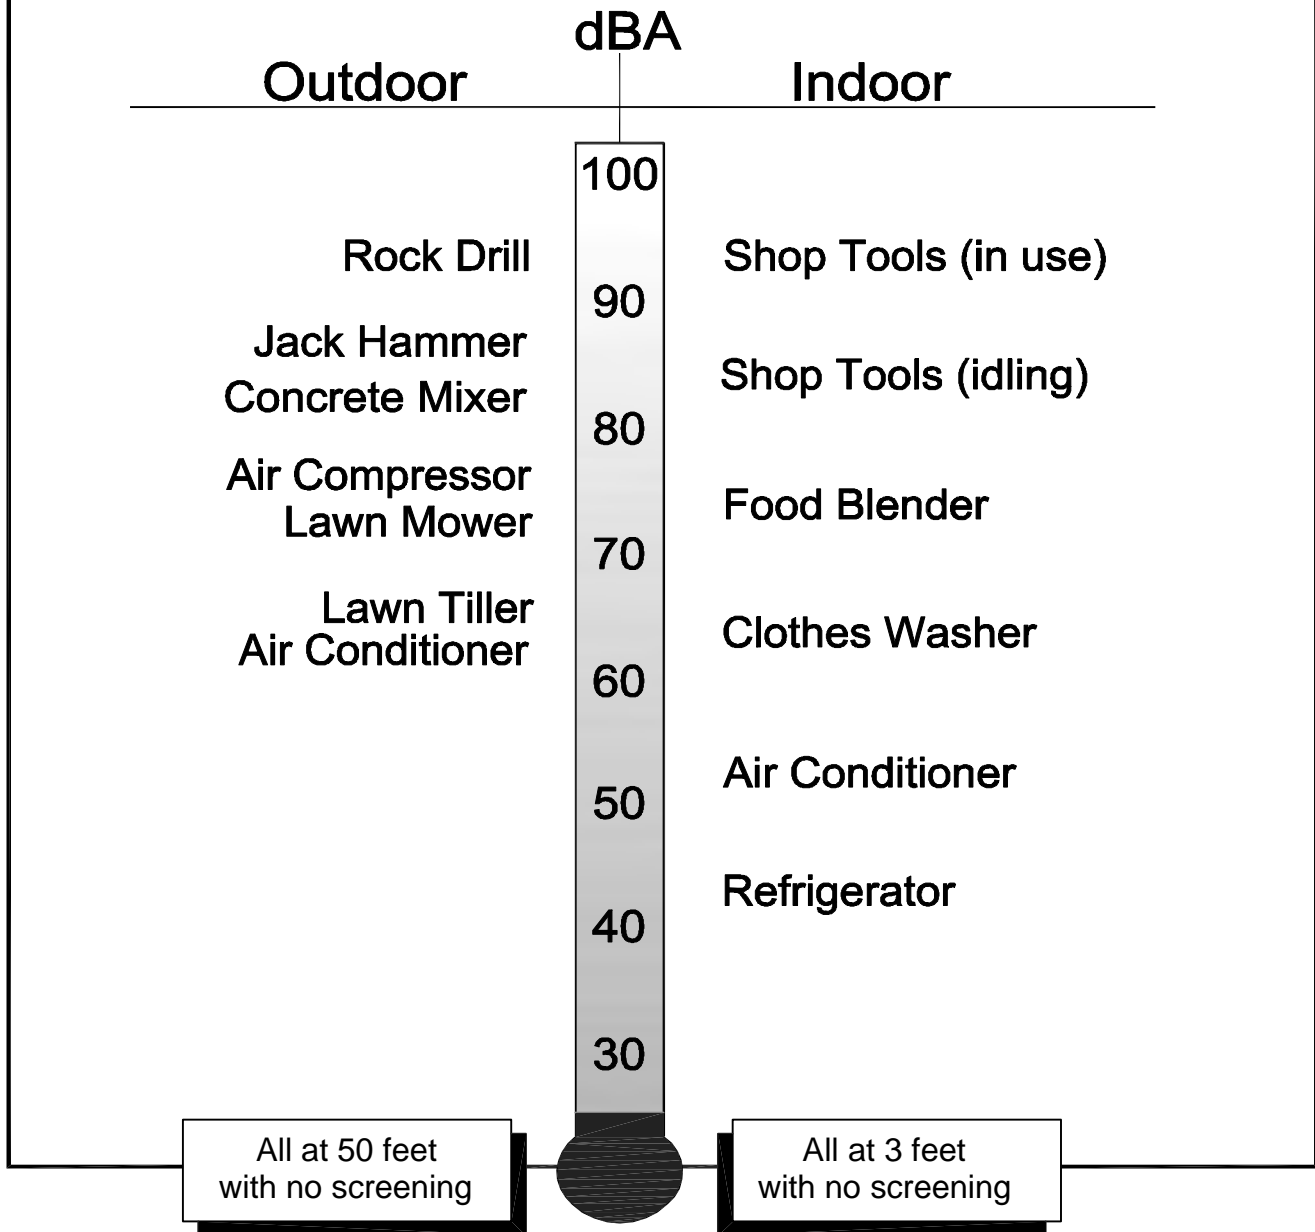 dBA
Outdoor
Indoor
100
Rock Drill
Shop Tools (in use)
90
Jack Hammer
Shop Tools (idling)
Concrete Mixer
80
Air Compressor
Food Blender
Lawn Mower
70
Lawn Tiller
Clothes Washer
Air Conditioner
60
Air Conditioner
50
Refrigerator
40
30
All at 50 feet
with no screening
All at 3 feet
with no screening